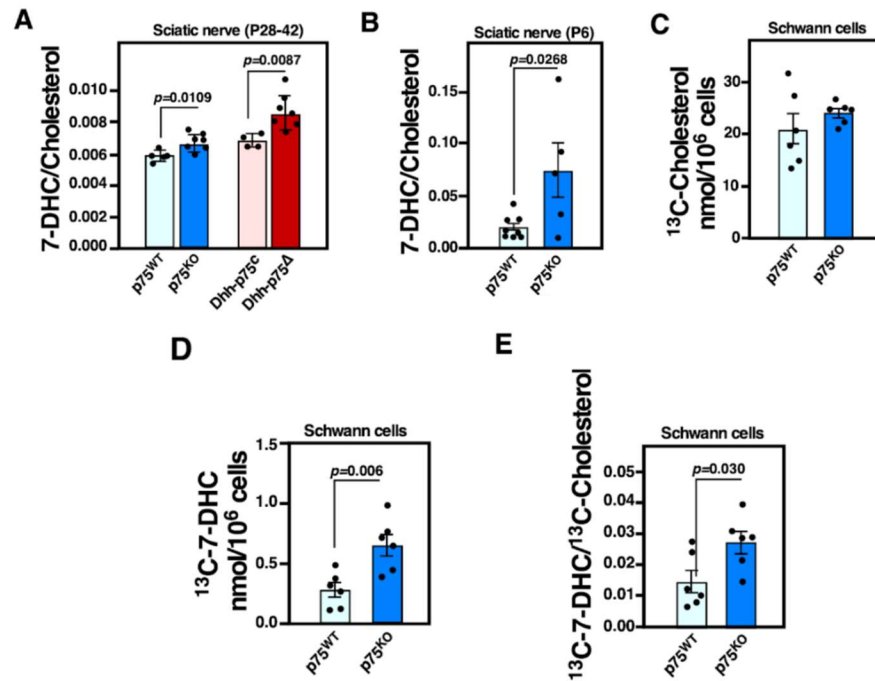 A
Sciatic nerve (P28-42)
7-DHC/Cholesterol
0.010
0.008
0.006
0.004
0.002
0.000
p=0.0109
p=0.0087
p75WT
p75KO
Dhh-p75c
Dhh-p75Δ
B
Sciatic nerve (P6)
7-DHC/Cholesterol
0.15
0.10
0.05
0.00
p=0.0268
p75WT
p75KO
C
Schwann cells
13C-Cholesterol
nmol/10⁶ cells
30
20
10
0
p75WT
p75KO
D
Schwann cells
13C-7-DHC
nmol/10⁶ cells
1.5
1.0
0.5
0.0
p=0.006
p75WT
p75KO
E
Schwann cells
13C-7-DHC/13C-Cholesterol
0.05
0.04
0.03
0.02
0.01
0.00
p=0.030
p75WT
p75KO